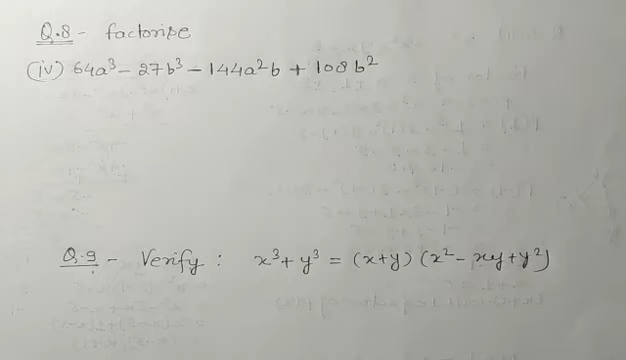 Q.8 - factorise
(iv) 64a³ - 27b³ - 144a²b + 108b²
Q.9 - Verify : x³ + y³ = (x+y) (x² - xy + y²)